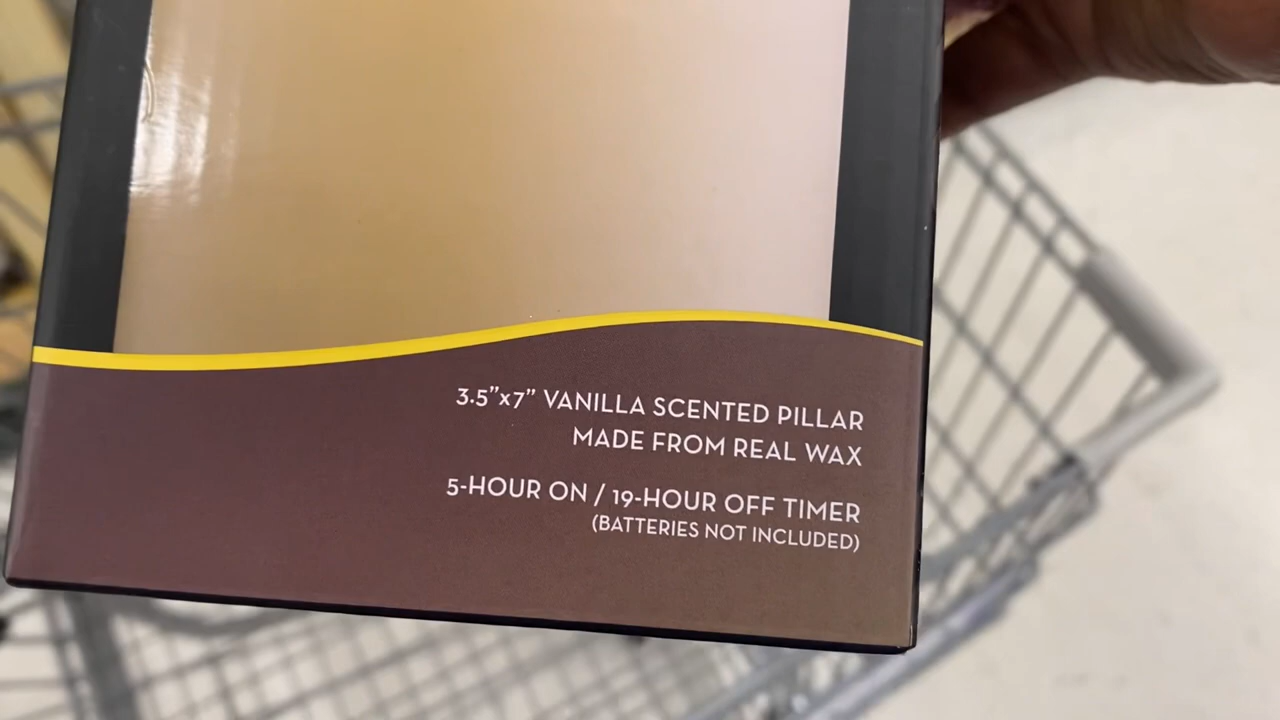 3.5”x7” VANILLA SCENTED PILLAR
MADE FROM REAL WAX
5-HOUR ON / 19-HOUR OFF TIMER
(BATTERIES NOT INCLUDED)